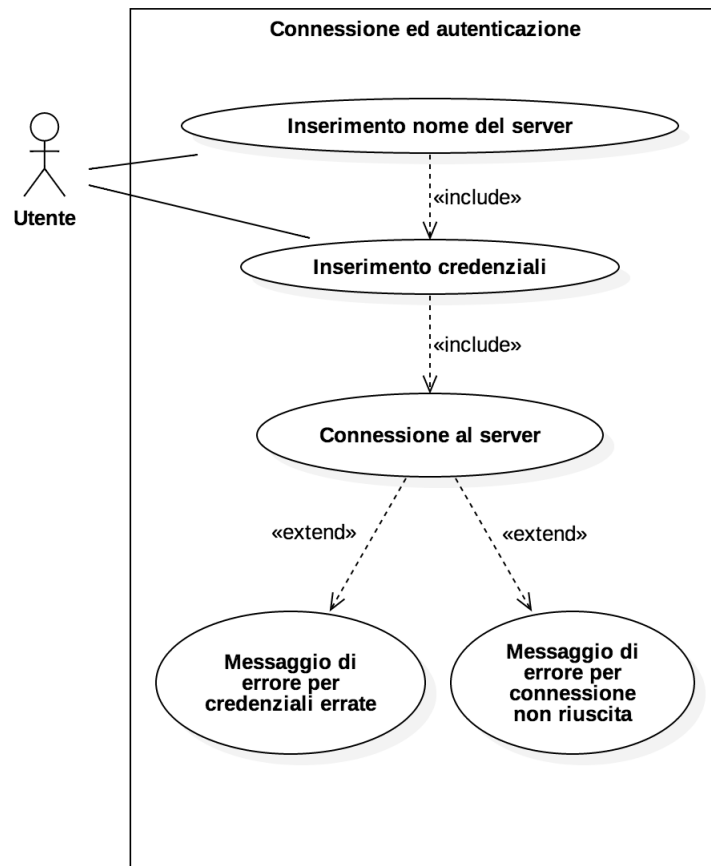 Connessione ed autenticazione
Inserimento nome del server
Utente
«include»
Inserimento credenziali
«include»
Connessione al server
«extend»
«extend»
Messaggio di
errore per
credenziali errate
Messaggio di
errore per
connessione
non riuscita